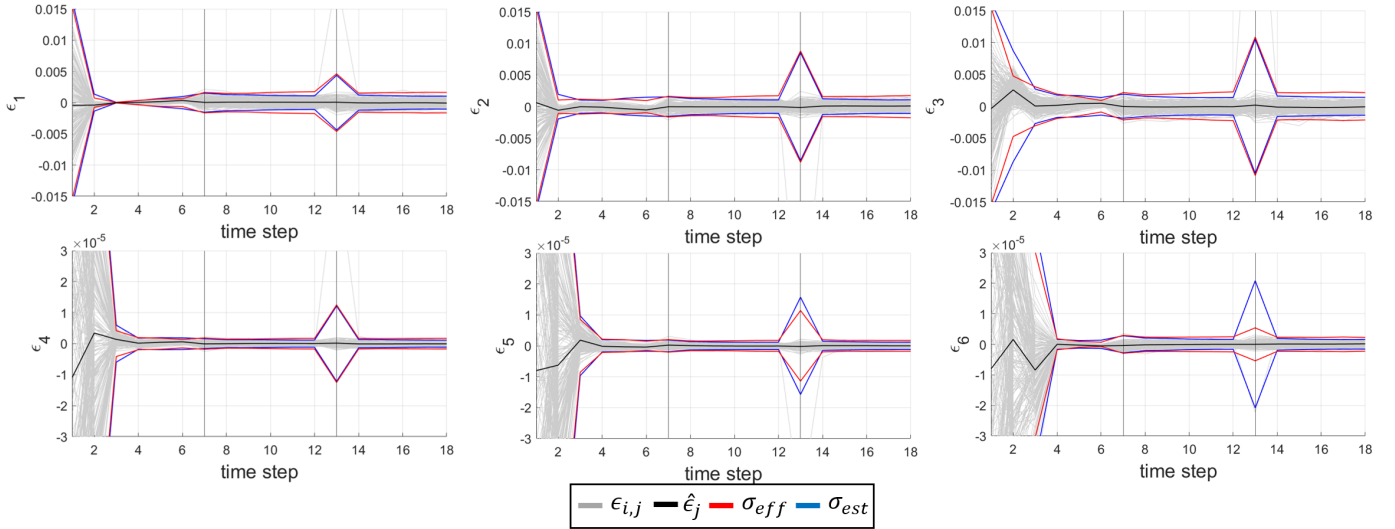 0.015 0.01 0.005 0 -0.005 -0.01 -0.015
ϵ1
2 4 6 8 10 12 14 16 18
time step
0.015 0.01 0.005 0 -0.005 -0.01 -0.015
ϵ2
2 4 6 8 10 12 14 16 18
time step
0.015 0.01 0.005 0 -0.005 -0.01 -0.015
ϵ3
2 4 6 8 10 12 14 16 18
time step
×10⁻⁵
3 2 1 0 -1 -2 -3
ϵ4
2 4 6 8 10 12 14 16 18
time step
×10⁻⁵
3 2 1 0 -1 -2 -3
ϵ5
2 4 6 8 10 12 14 16 18
time step
×10⁻⁵
3 2 1 0 -1 -2 -3
ϵ6
2 4 6 8 10 12 14 16 18
time step
ϵi,j ϵ̂j σeff σest